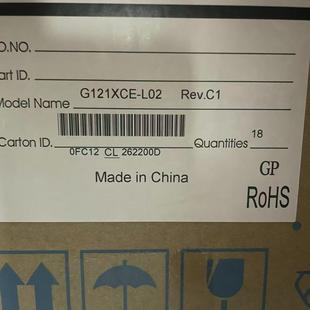 .O.NO.
art ID.
Model Name G121XCE-L02 Rev.C1
Carton ID. Quantities 18
0FC12 CL 262200D
Made in China
GP
RoHS